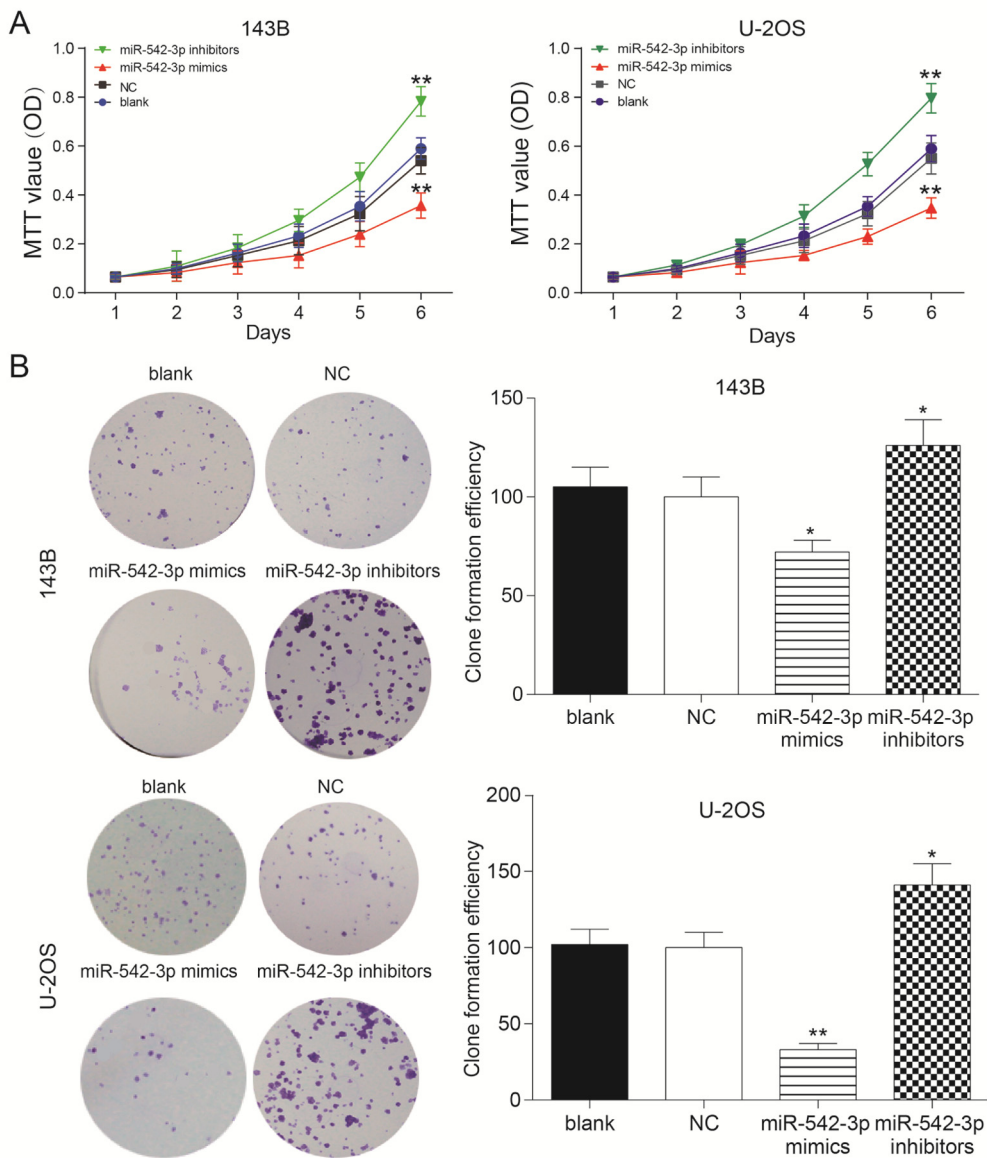 A
143B
miR-542-3p inhibitors
miR-542-3p mimics
NC
blank
**
**
MTT vlaue (OD)
1.0
0.8
0.6
0.4
0.2
0.0
1 2 3 4 5 6
Days
U-2OS
miR-542-3p inhibitors
miR-542-3p mimics
NC
blank
**
**
MTT value (OD)
1.0
0.8
0.6
0.4
0.2
0.0
1 2 3 4 5 6
Days
B
blank NC
miR-542-3p mimics miR-542-3p inhibitors
143B
blank NC
miR-542-3p mimics miR-542-3p inhibitors
U-2OS
143B
Clone formation efficiency
150
100
50
0
*
*
blank NC miR-542-3p miR-542-3p
mimics inhibitors
U-2OS
Clone formation efficiency
200
150
100
50
0
**
*
blank NC miR-542-3p miR-542-3p
mimics inhibitors